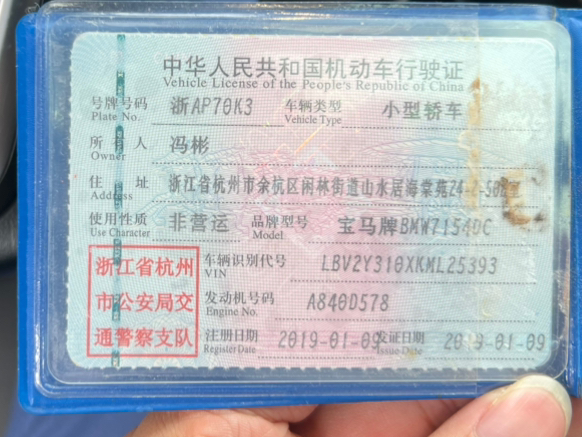 中华人民共和国机动车行驶证
Vehicle License of the People's Republic of China
号牌号码 浙AP70K3 车辆类型 小型轿车
Plate No. Vehicle Type
所有人 冯彬
Owner
住址 浙江省杭州市余杭区闲林街道山水居海棠苑24-2-502室
Address
使用性质 非营运 品牌型号 宝马牌BMW7154DC
Use Character Model
浙江省杭州 车辆识别代号 LBV2Y310XKML25393
VIN
市公安局交 发动机号码 A840D578
Engine No.
通警察支队 注册日期 2019-01-09 发证日期 2019-01-09
Register Date Issue Date